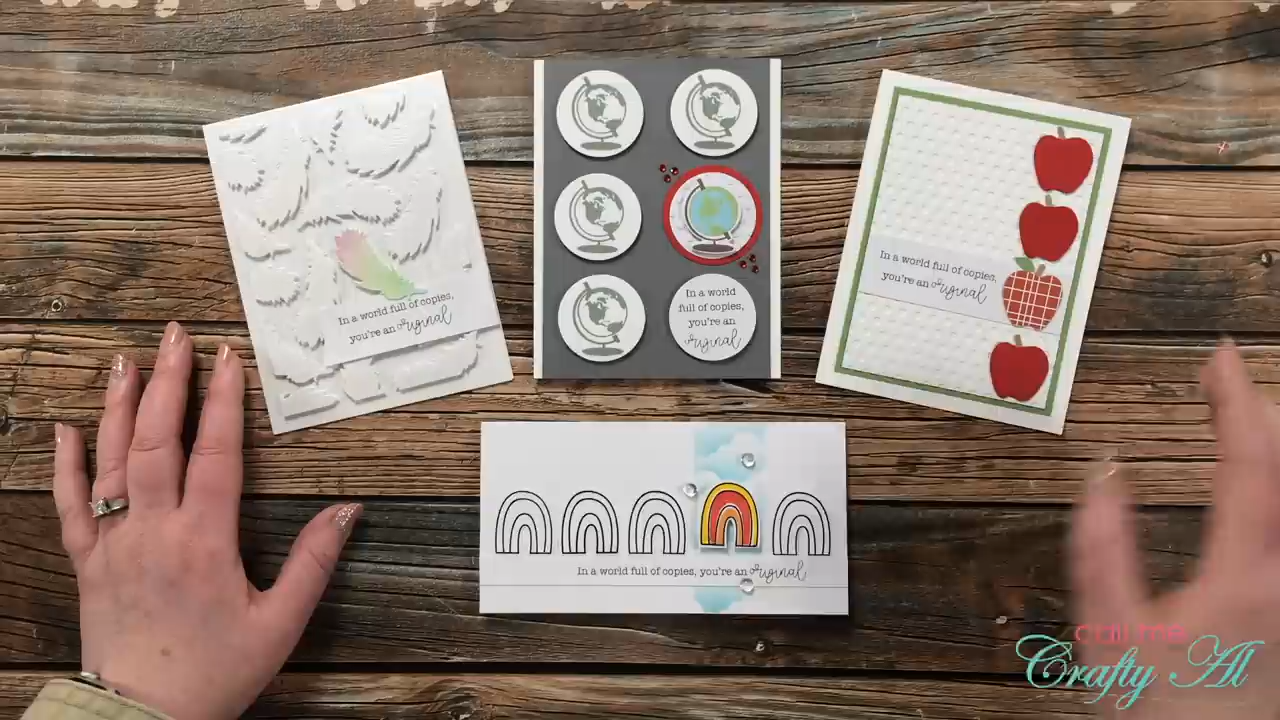 In a world full of copies,
you're an original
In a world
full of copies,
you're an
original
In a world full of copies,
you're an original
In a world full of copies, you're an original
call me
Crafty Al